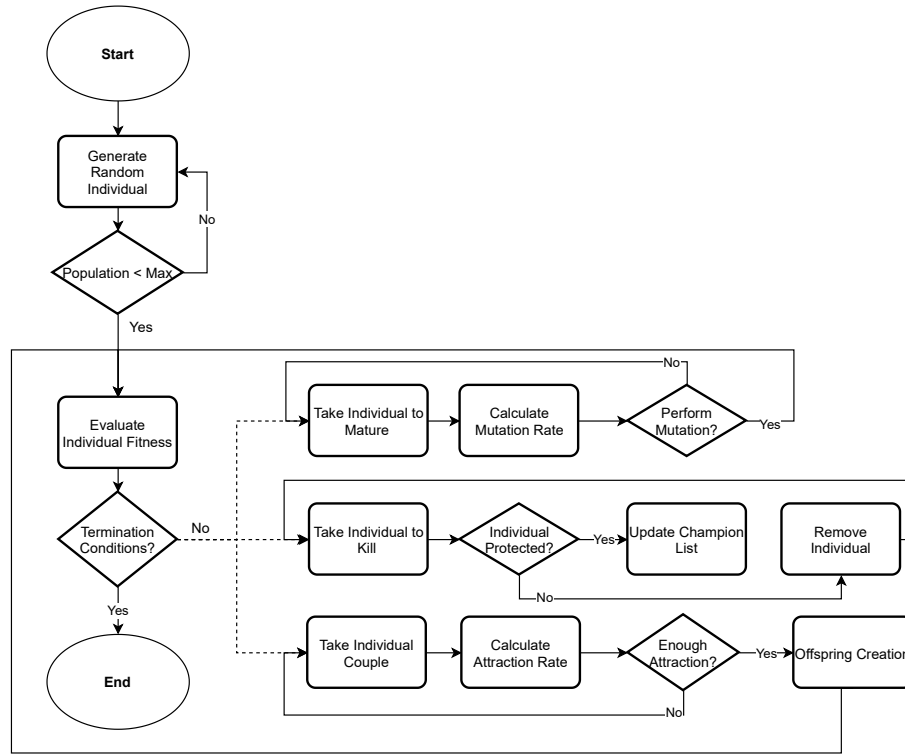 Start
Generate
Random
Individual
No
Population < Max
Yes
Evaluate
Individual Fitness
Termination
Conditions?
No
Yes
End
No
Take Individual to
Mature
Calculate
Mutation Rate
Perform
Mutation?
Yes
Take Individual to
Kill
Individual
Protected?
Yes
Update Champion
List
Remove
Individual
No
Take Individual
Couple
Calculate
Attraction Rate
Enough
Attraction?
Yes
Offspring Creation
No